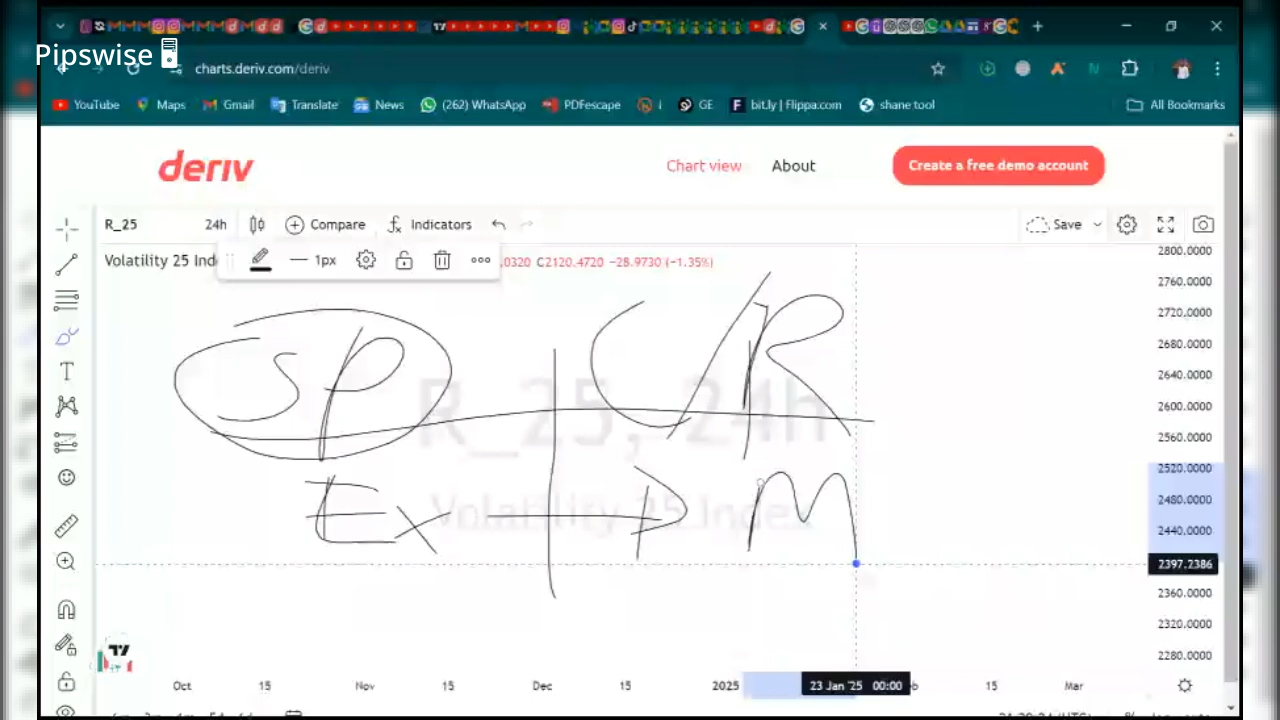 Pipswise
charts.deriv.com/deriv
YouTube Maps Gmail Translate News (262) WhatsApp PDFescape GE bit.ly | flippa.com shane tool All Bookmarks
deriv
Chart view About Create a free demo account
R_25 24h Compare Indicators Save
Volatility 25 Ind 1px .0320 C2120.4720 −28.9730 (−1.35%)
2800.0000
2760.0000
2720.0000
2680.0000
2640.0000
2600.0000
2560.0000
2520.0000
2480.0000
2440.0000
2397.2386
2360.0000
2320.0000
2280.0000
SP C/R
R_25, 24h
Ex D M
Volatility 25 Index
Oct 15 Nov 15 Dec 15 2025 23 Jan '25 00:00 15 Mar